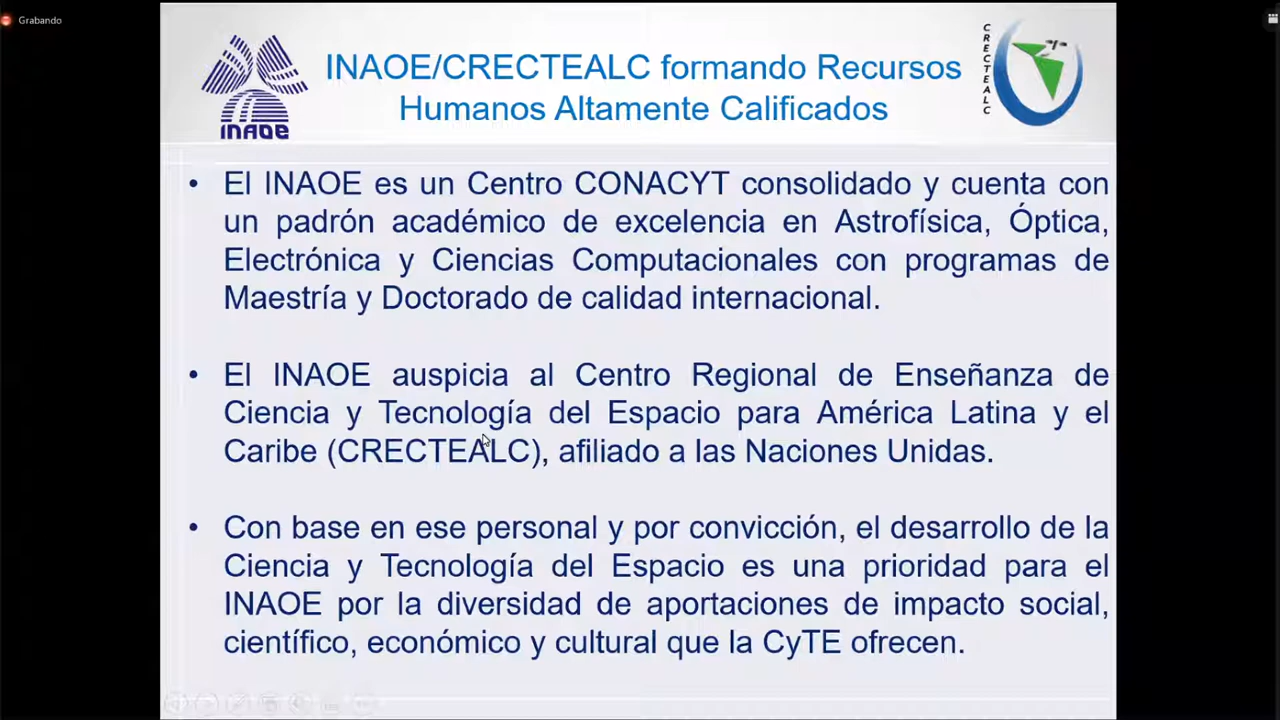 Grabando
INAOE
CRECTEALC
INAOE/CRECTEALC formando Recursos
Humanos Altamente Calificados
• El INAOE es un Centro CONACYT consolidado y cuenta con
un padrón académico de excelencia en Astrofísica, Óptica,
Electrónica y Ciencias Computacionales con programas de
Maestría y Doctorado de calidad internacional.
• El INAOE auspicia al Centro Regional de Enseñanza de
Ciencia y Tecnología del Espacio para América Latina y el
Caribe (CRECTEALC), afiliado a las Naciones Unidas.
• Con base en ese personal y por convicción, el desarrollo de la
Ciencia y Tecnología del Espacio es una prioridad para el
INAOE por la diversidad de aportaciones de impacto social,
científico, económico y cultural que la CyTE ofrecen.